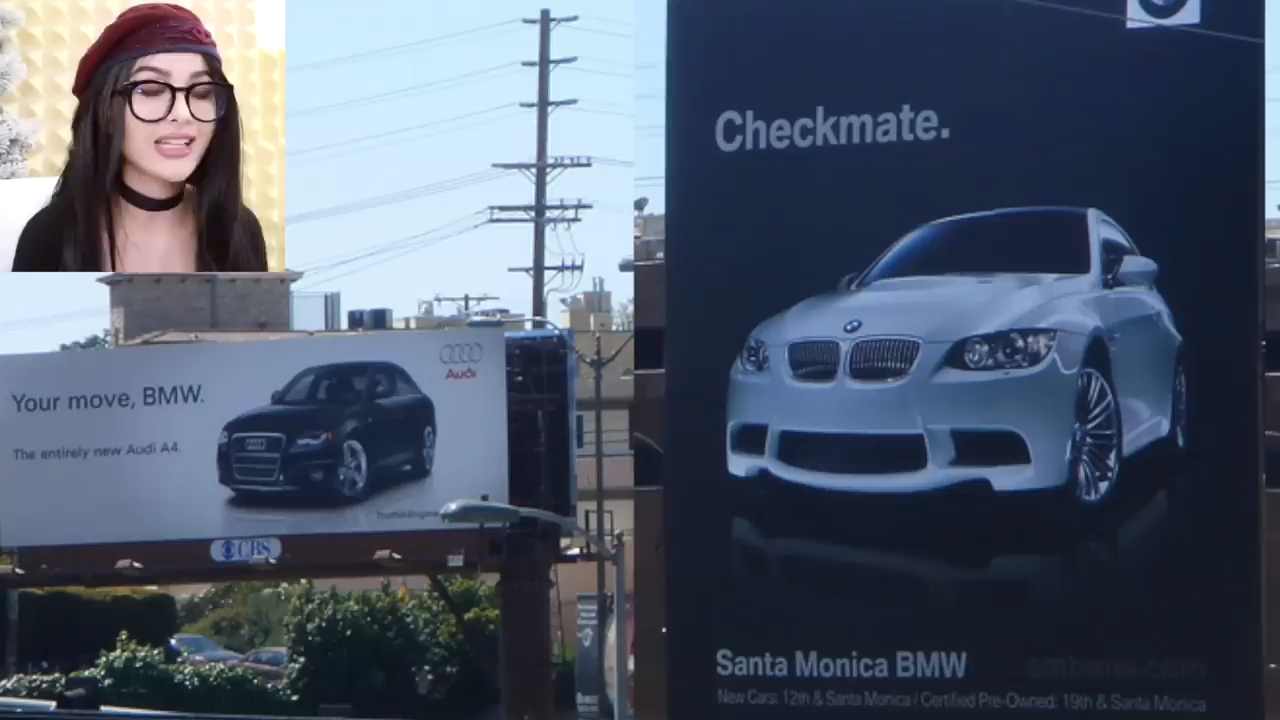 Your move, BMW.
The entirely new Audi A4.
Audi
CBS
Checkmate.
Santa Monica BMW
New Cars: 12th & Santa Monica / Certified Pre-Owned: 19th & Santa Monica